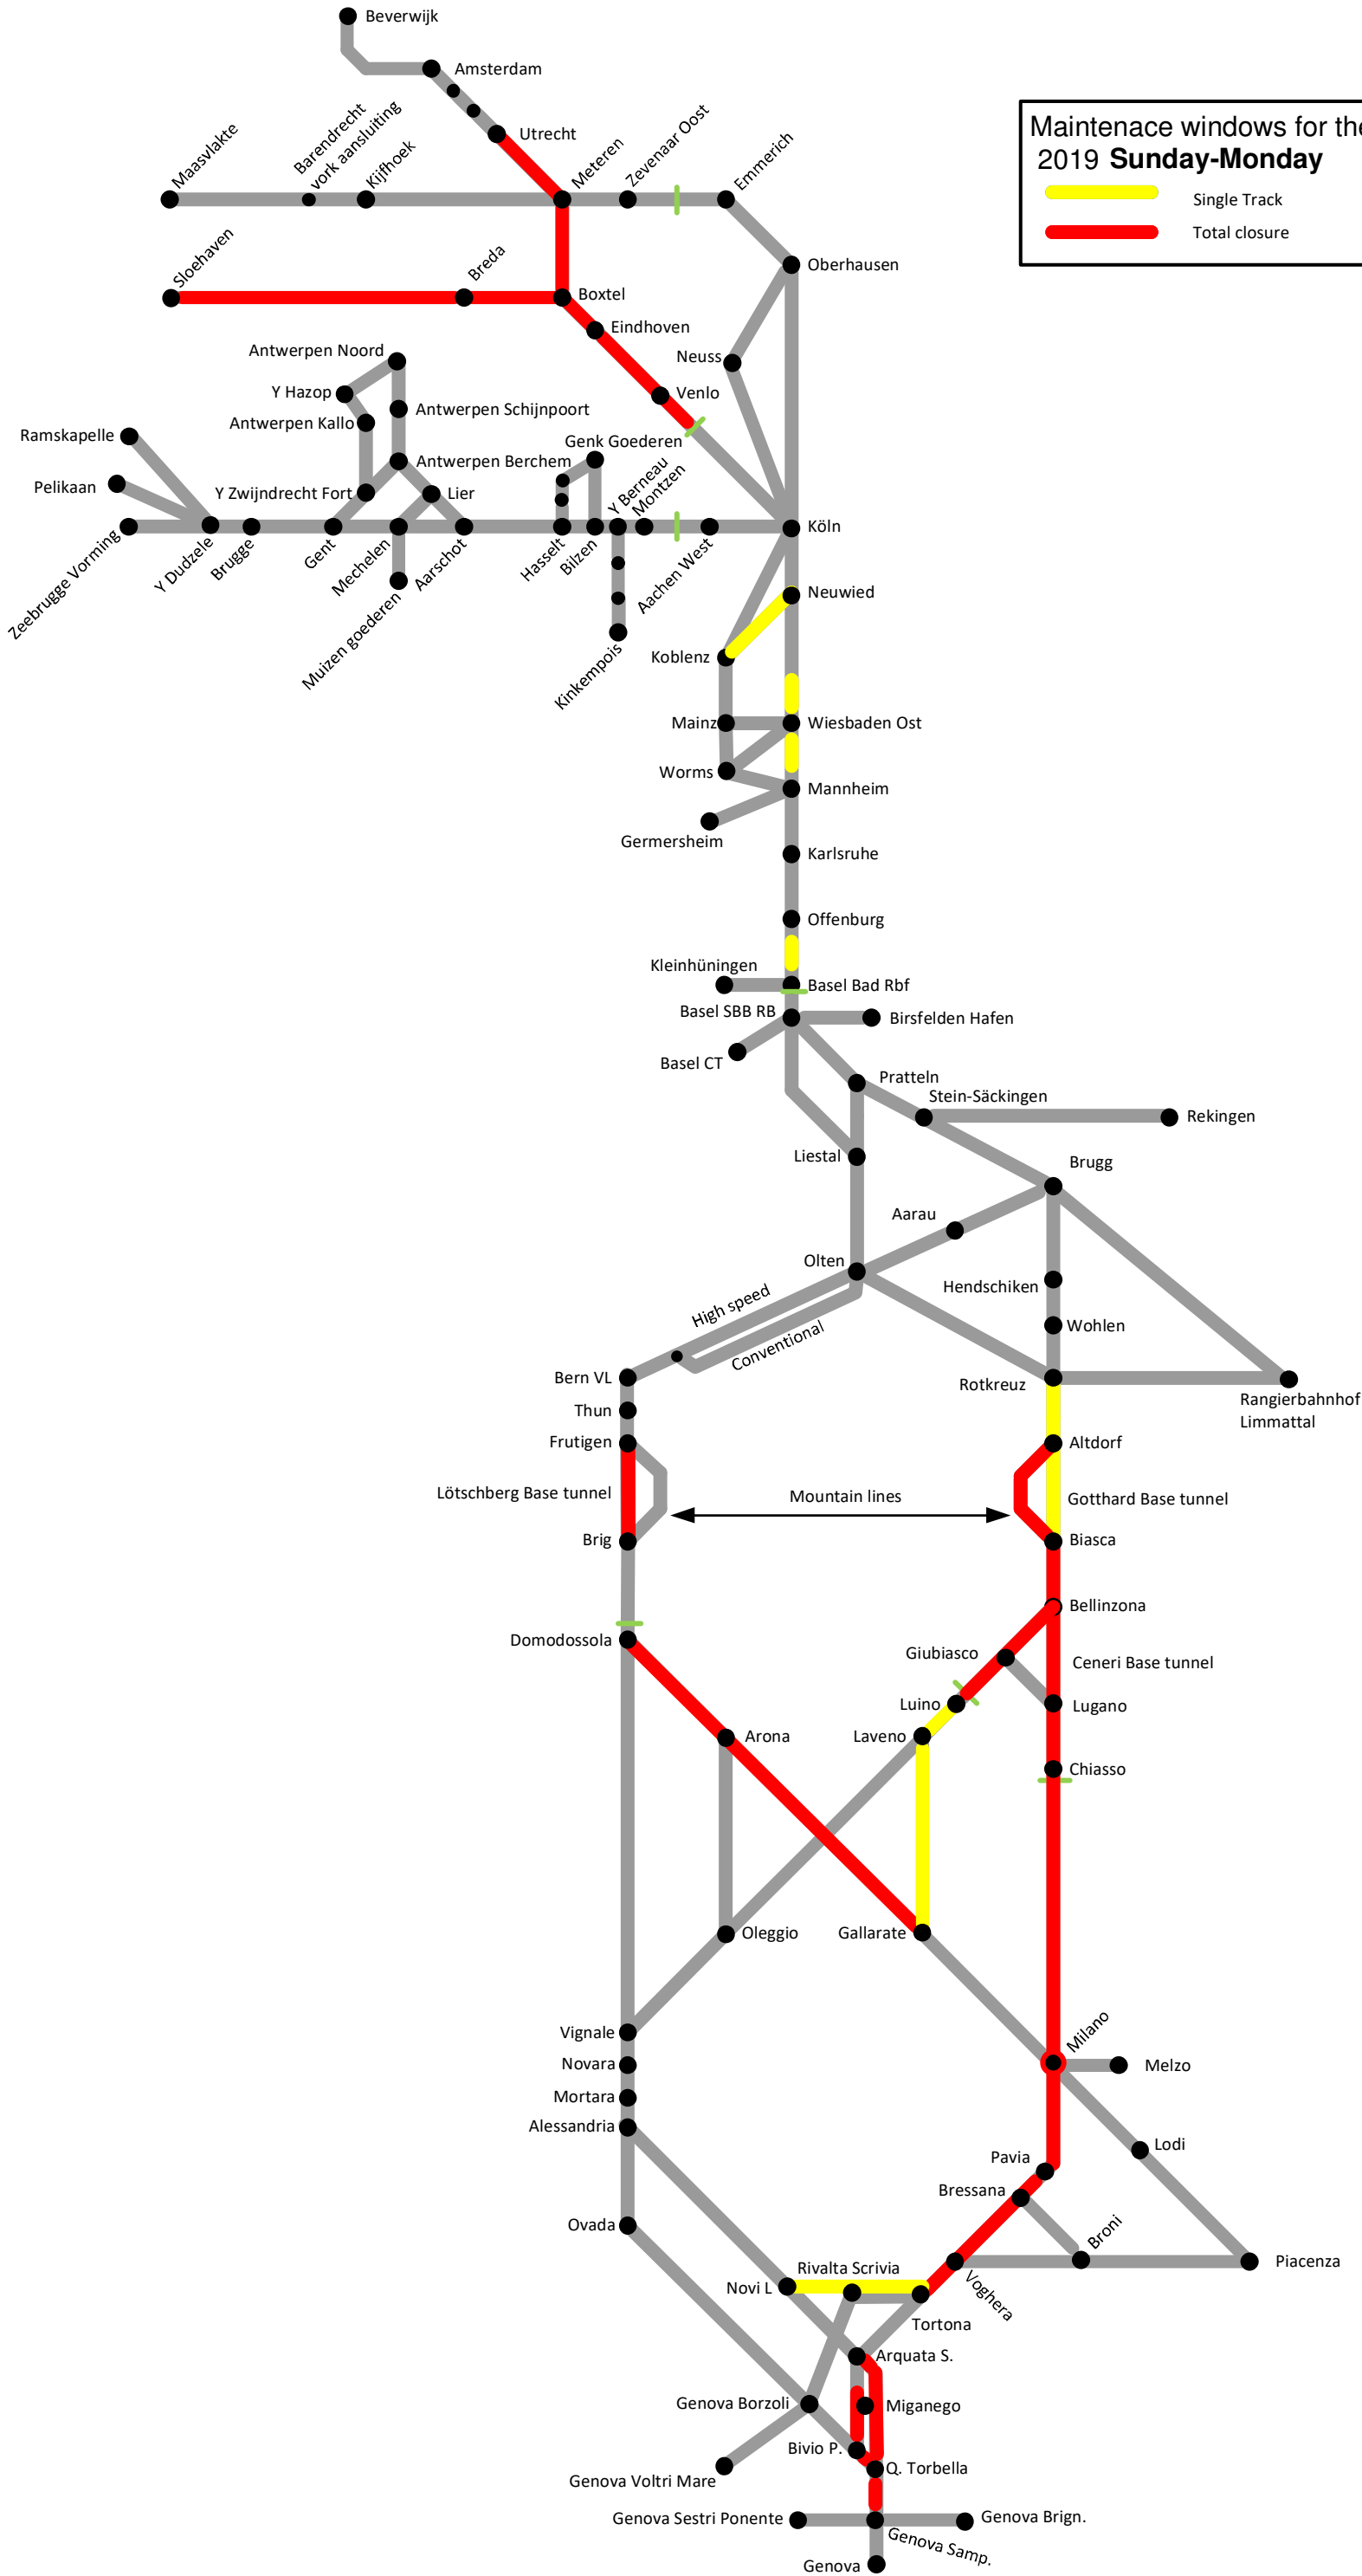 Beverwijk
Amsterdam
Utrecht
Maintenace windows for the
2019 Sunday-Monday
Single Track
Total closure
Maasvlakte
Barendrecht
vork aansluiting
Kijfhoek
Meteren
Zevenaar Oost
Emmerich
Oberhausen
Sloehaven
Breda
Boxtel
Eindhoven
Neuss
Venlo
Antwerpen Noord
Y Hazop
Antwerpen Schijnpoort
Antwerpen Kallo
Ramskapelle
Genk Goederen
Antwerpen Berchem
Pelikaan
Y Zwijndrecht Fort
Lier
Y Berneau
Montzen
Köln
Zeebrugge Vorming
Y Dudzele
Brugge
Gent
Mechelen
Muizen goederen
Aarschot
Hasselt
Bilzen
Kinkempois
Aachen West
Neuwied
Koblenz
Mainz
Wiesbaden Ost
Worms
Mannheim
Germersheim
Karlsruhe
Offenburg
Kleinhüningen
Basel Bad Rbf
Basel SBB RB
Birsfelden Hafen
Basel CT
Pratteln
Stein-Säckingen
Rekingen
Liestal
Brugg
Aarau
Olten
Hendschiken
High speed
Conventional
Wohlen
Bern VL
Rotkreuz
Rangierbahnhof
Limmattal
Thun
Frutigen
Altdorf
Lötschberg Base tunnel
Mountain lines
Gotthard Base tunnel
Brig
Biasca
Bellinzona
Domodossola
Giubiasco
Ceneri Base tunnel
Luino
Lugano
Arona
Laveno
Chiasso
Oleggio
Gallarate
Vignale
Milano
Novara
Melzo
Mortara
Alessandria
Lodi
Pavia
Bressana
Ovada
Broni
Piacenza
Rivalta Scrivia
Novi L
Voghera
Tortona
Arquata S.
Genova Borzoli
Miganego
Bivio P.
Q. Torbella
Genova Voltri Mare
Genova Sestri Ponente
Genova Brign.
Genova Samp.
Genova